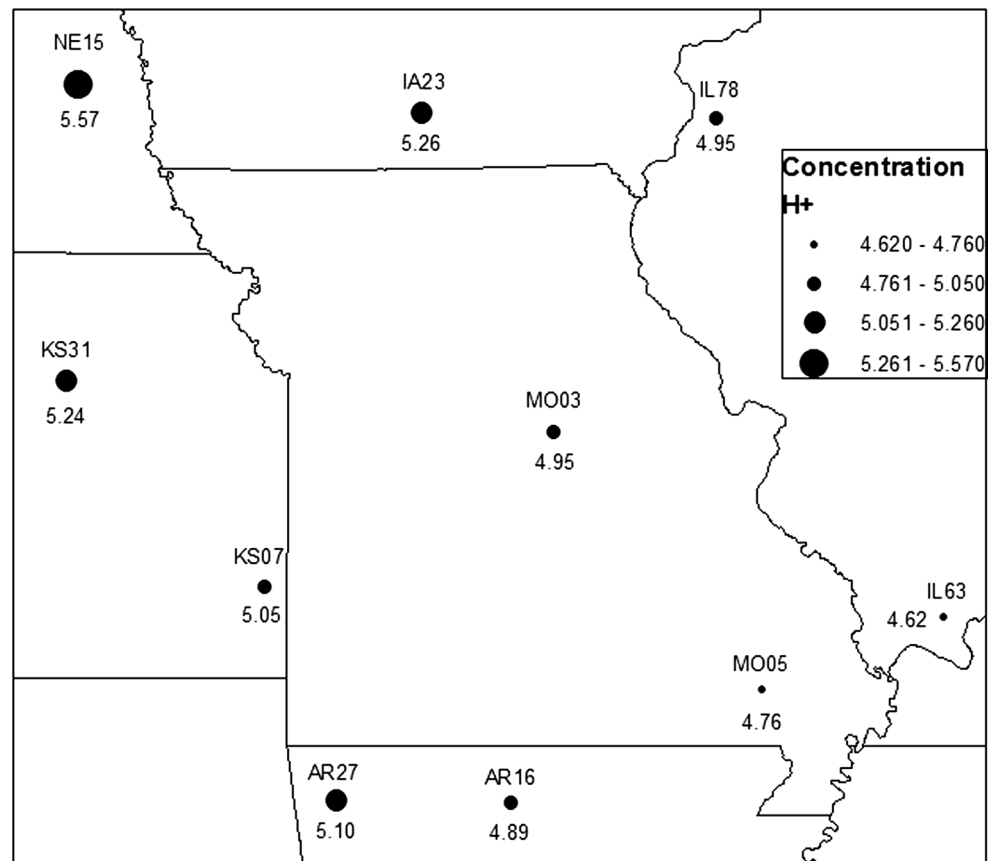 NE15
5.57
IA23
5.26
IL78
4.95
Concentration
H+
4.620 - 4.760
4.761 - 5.050
5.051 - 5.260
5.261 - 5.570
KS31
5.24
MO03
4.95
KS07
5.05
IL63
4.62
MO05
4.76
AR27
5.10
AR16
4.89